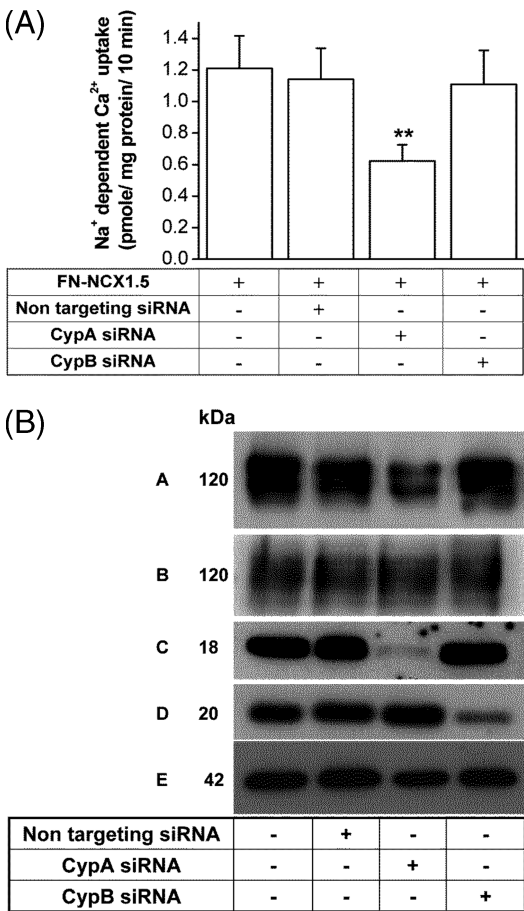 (A)
Na+ dependent Ca2+ uptake
(pmole/ mg protein/ 10 min)
1.4
1.2
1.0
0.8
0.6
0.4
0.2
0.0
**
FN-NCX1.5 + + + +
Non targeting siRNA - + - -
CypA siRNA - - + -
CypB siRNA - - - +
(B)
kDa
A 120
B 120
C 18
D 20
E 42
Non targeting siRNA - + - -
CypA siRNA - - + -
CypB siRNA - - - +